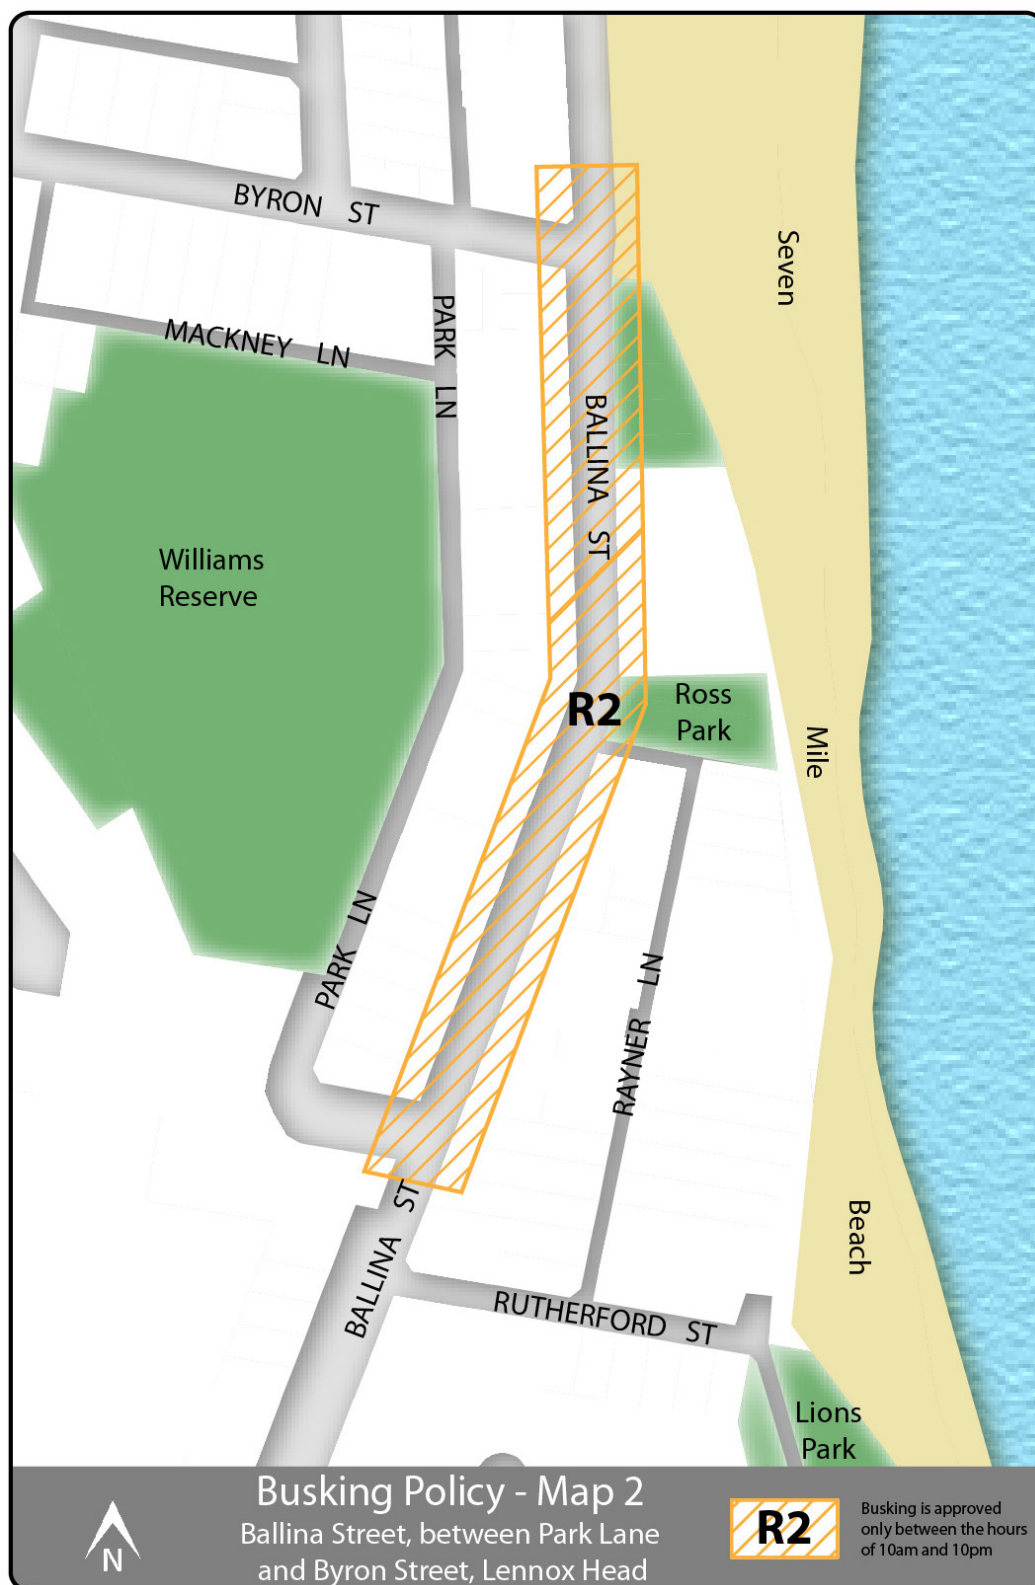 BYRON ST
Seven
PARK LN
MACKNEY LN
BALLINA ST
Williams
Reserve
R2
Ross
Park
Mile
PARK LN
RAYNER LN
BALLINA ST
Beach
RUTHERFORD ST
Lions
Park
N
Busking Policy - Map 2
Ballina Street, between Park Lane
and Byron Street, Lennox Head
R2
Busking is approved
only between the hours
of 10am and 10pm